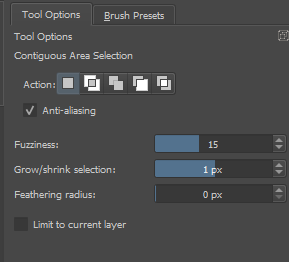 Tool Options Brush Presets
Tool Options
Contiguous Area Selection
Action:
Anti-aliasing
Fuzziness: 15
Grow/shrink selection: 1 px
Feathering radius: 0 px
Limit to current layer